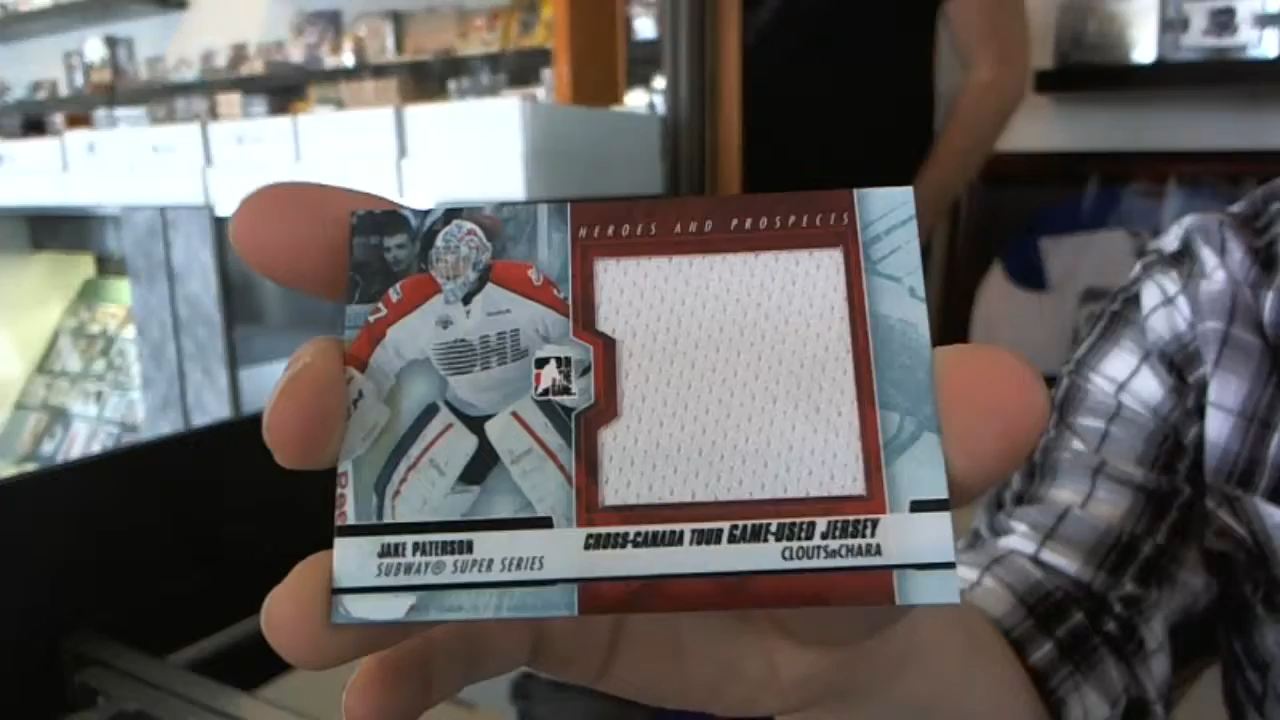 HEROES AND PROSPECTS
JAKE PATERSON
SUBWAY® SUPER SERIES
CROSS-CANADA TOUR GAME-USED JERSEY
CLOUTSnCHARA